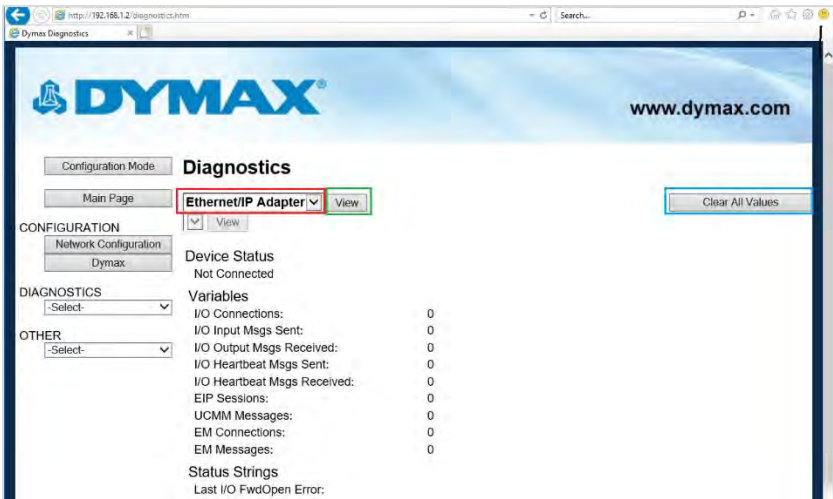 http://192.168.1.2/diagnostics.htm
Search...
Dymax Diagnostics
DYMAX®
www.dymax.com
Configuration Mode
Diagnostics
Main Page
Ethernet/IP Adapter
View
Clear All Values
View
CONFIGURATION
Network Configuration
Dymax
Device Status
Not Connected
DIAGNOSTICS
-Select-
OTHER
-Select-
Variables
I/O Connections: 0
I/O Input Msgs Sent: 0
I/O Output Msgs Received: 0
I/O Heartbeat Msgs Sent: 0
I/O Heartbeat Msgs Received: 0
EIP Sessions: 0
UCMM Messages: 0
EM Connections: 0
EM Messages: 0
Status Strings
Last I/O FwdOpen Error: